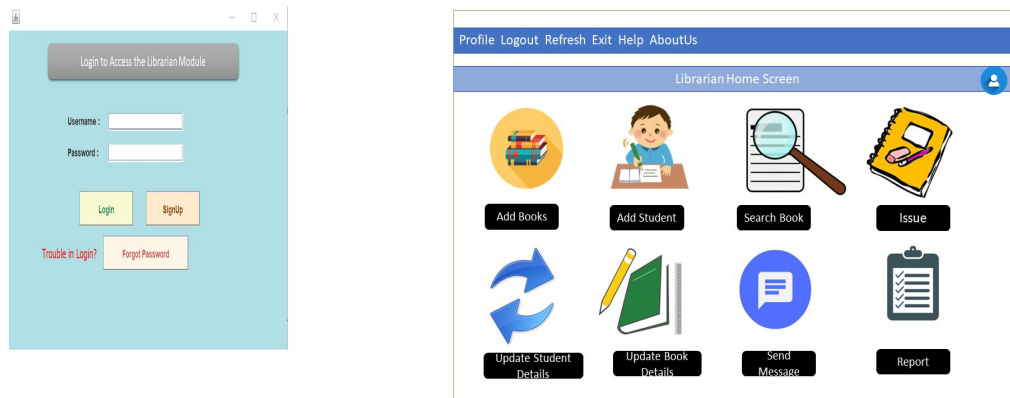 Login to Access the Librarian Module
Username :
Password :
Login SignUp
Trouble in Login? Forgot Password
Profile Logout Refresh Exit Help AboutUs
Librarian Home Screen
Add Books Add Student Search Book Issue
Update Student Details
Update Book Details
Send Message
Report